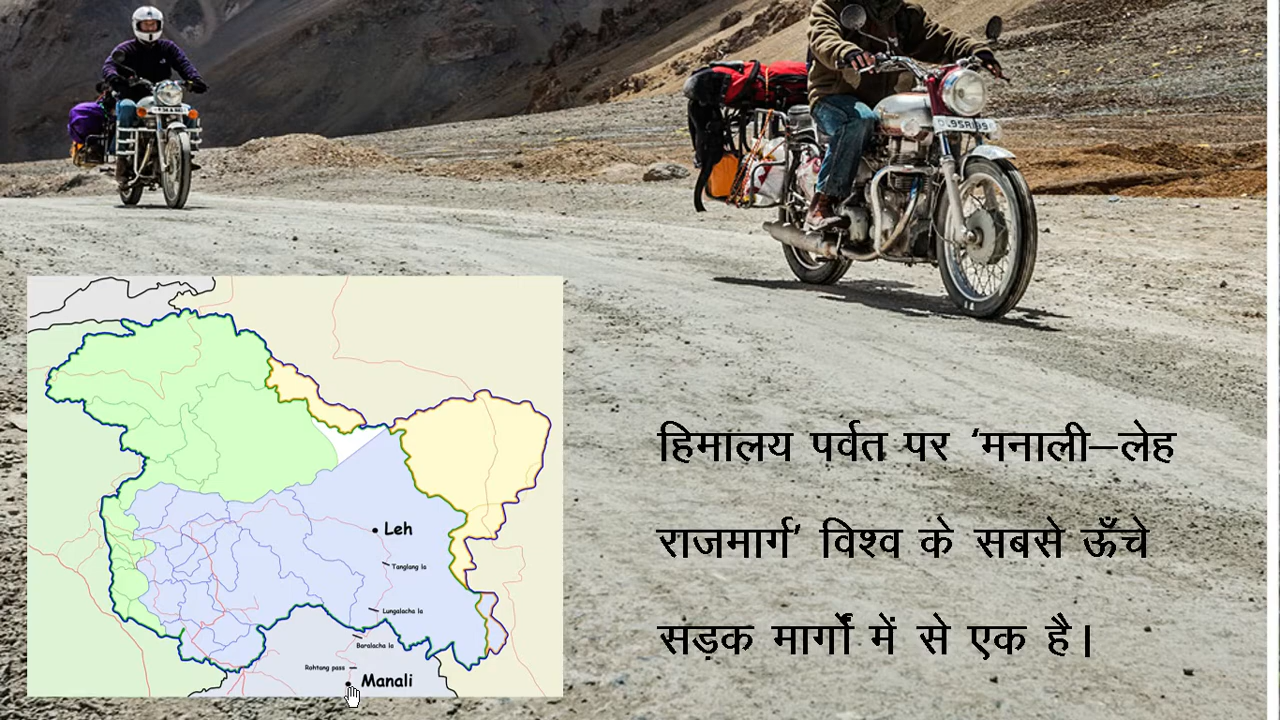 हिमालय पर्वत पर ‘मनाली–लेह
राजमार्ग’ विश्व के सबसे ऊँचे
सड़क मार्गों में से एक है।
Leh
Tanglang la
Lungalacha la
Baralacha la
Rohtang pass
Manali